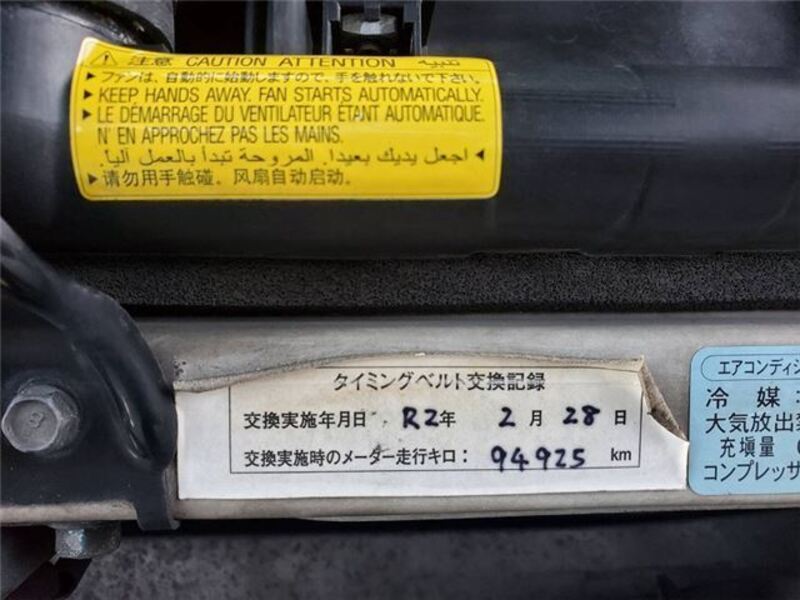 注意 CAUTION ATTENTION تنبيه
▶ファンは、自動的に始動しますので、手を触れないで下さい。
▶KEEP HANDS AWAY. FAN STARTS AUTOMATICALLY.
▶LE DÉMARRAGE DU VENTILATEUR ÉTANT AUTOMATIQUE.
N' EN APPROCHEZ PAS LES MAINS.
◀ اجعل يديك بعيدا. المروحة تبدأ بالعمل آليا.
▶请勿用手触碰。风扇自动启动。
タイミングベルト交換記録
交換実施年月日 R2年 2月 28日
交換実施時のメーター走行キロ： 94925 km
エアコンディシ
冷 媒:
大気放出
充塡量
コンプレッサ